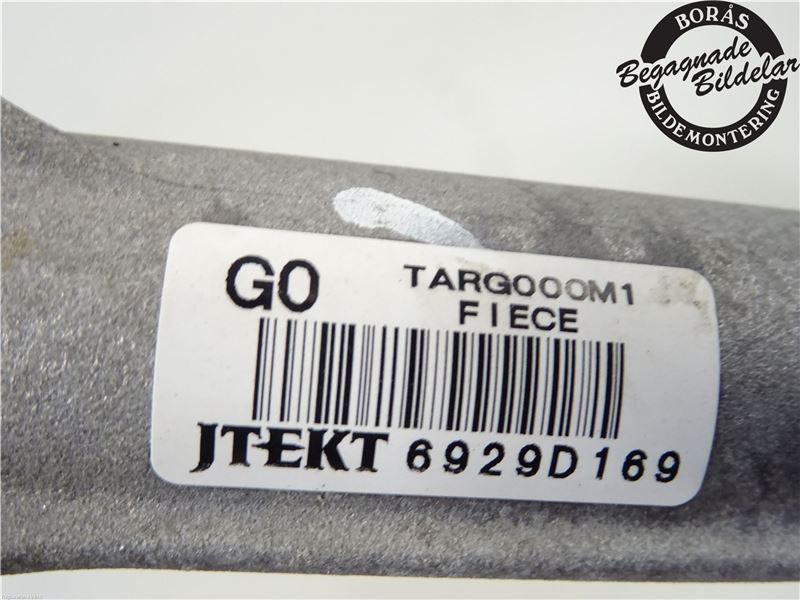 BORÅS
Begagnade
Bildelar
BILDEMONTERING
G0 TARG000M1
FIECE
JTEKT 6929D169